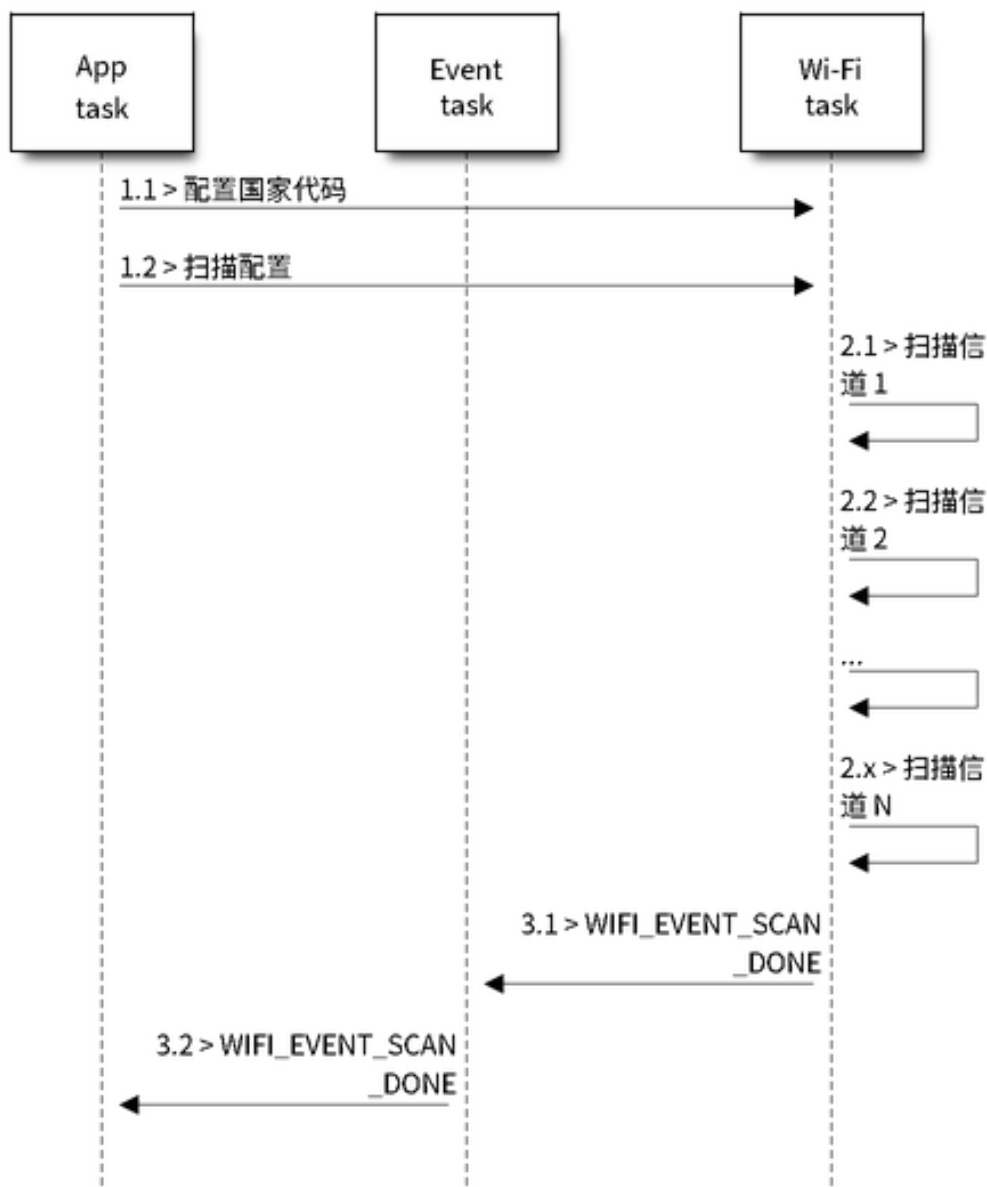 App
task
Event
task
Wi-Fi
task
1.1 > 配置国家代码
1.2 > 扫描配置
2.1 > 扫描信
道 1
2.2 > 扫描信
道 2
...
2.x > 扫描信
道 N
3.1 > WIFI_EVENT_SCAN
_DONE
3.2 > WIFI_EVENT_SCAN
_DONE